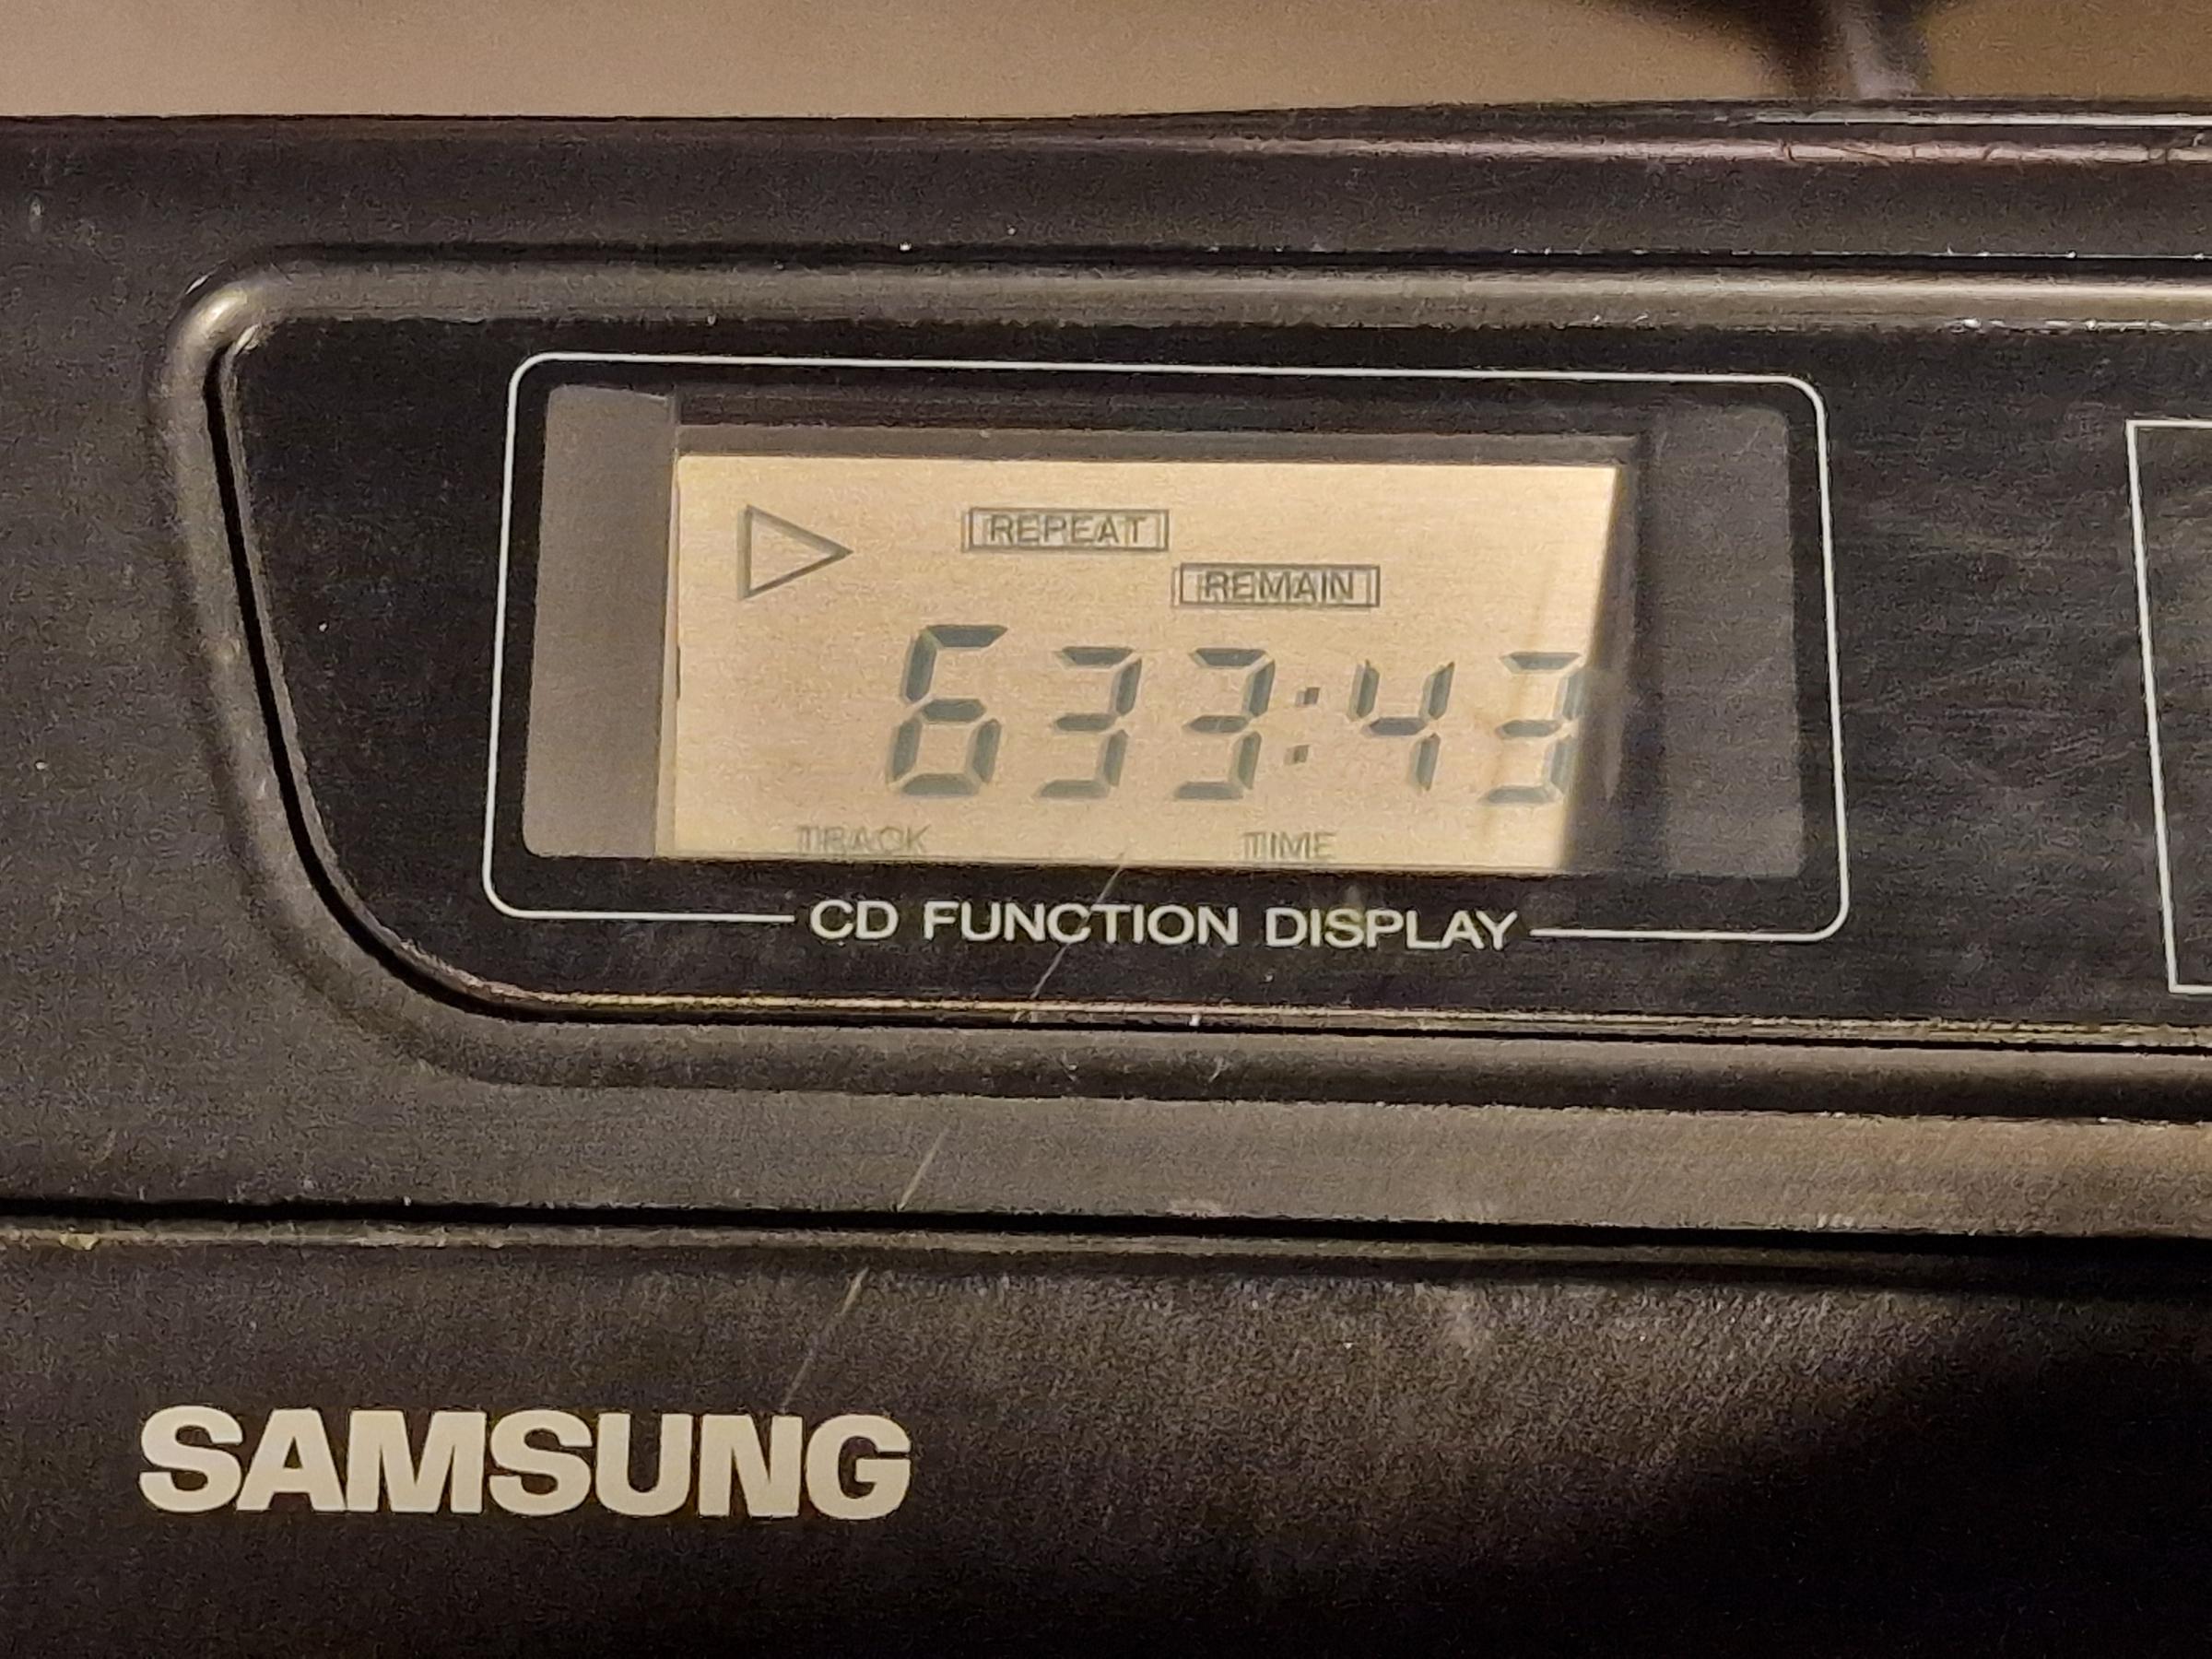 REPEAT
REMAIN
6 33:43
TRACK TIME
CD FUNCTION DISPLAY
SAMSUNG